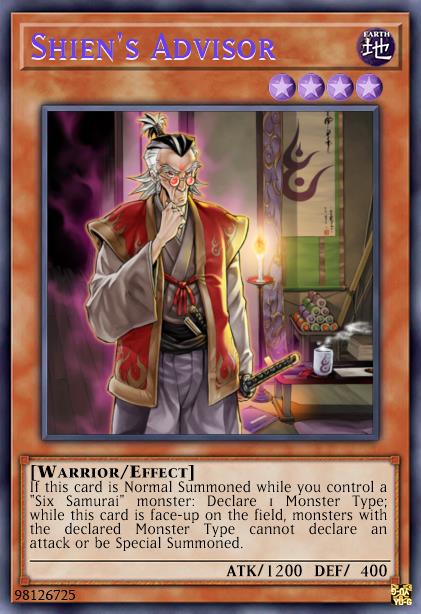 Shien's Advisor
EARTH
地
[Warrior/Effect]
If this card is Normal Summoned while you control a
"Six Samurai" monster: Declare 1 Monster Type;
while this card is face-up on the field, monsters with
the declared Monster Type cannot declare an
attack or be Special Summoned.
ATK/1200 DEF/ 400
98126725